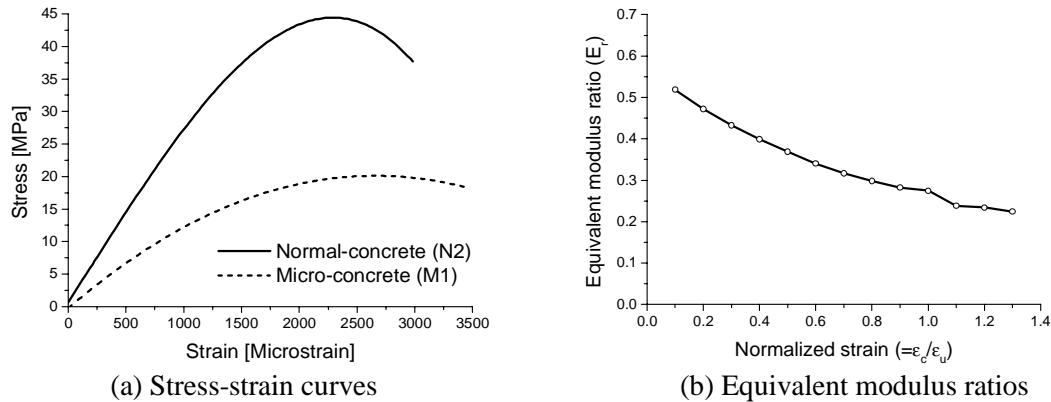 45
40
35
30
25
20
15
10
5
0
Stress [MPa]
Normal-concrete (N2)
Micro-concrete (M1)
0 500 1000 1500 2000 2500 3000 3500
Strain [Microstrain]
(a) Stress-strain curves
0.7
0.6
0.5
0.4
0.3
0.2
0.1
0.0
Equivalent modulus ratio (E_r)
0.0 0.2 0.4 0.6 0.8 1.0 1.2 1.4
Normalized strain (=ε_c/ε_u)
(b) Equivalent modulus ratios